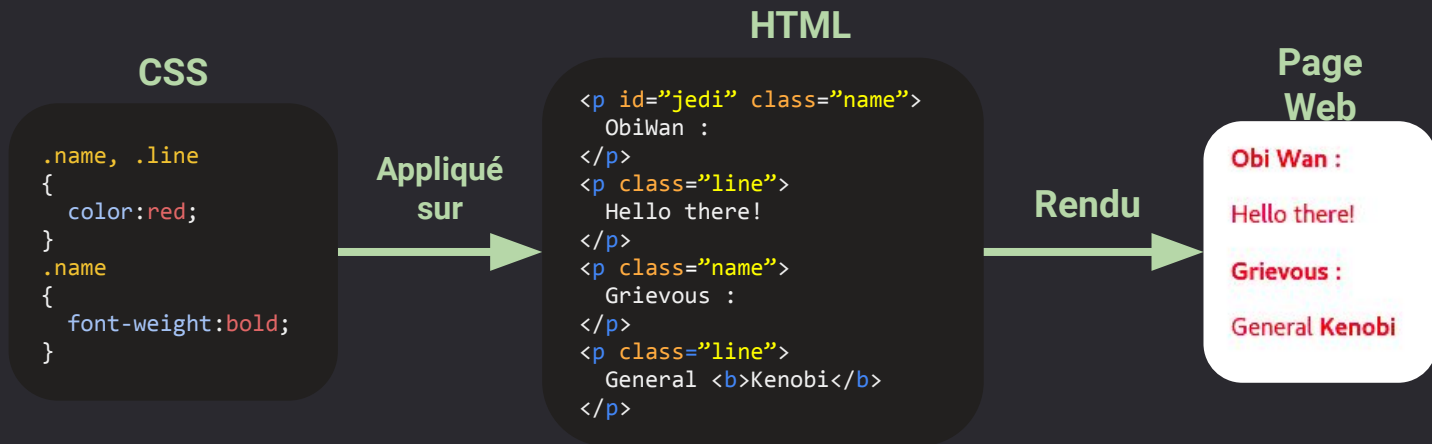 CSS
.name, .line
{
  color:red;
}
.name
{
  font-weight:bold;
}
Appliqué
sur
HTML
<p id=”jedi” class=”name”>
  ObiWan :
</p>
<p class=”line”>
  Hello there!
</p>
<p class=”name”>
  Grievous :
</p>
<p class=”line”>
  General <b>Kenobi</b>
</p>
Rendu
Page
Web
Obi Wan :
Hello there!
Grievous :
General Kenobi